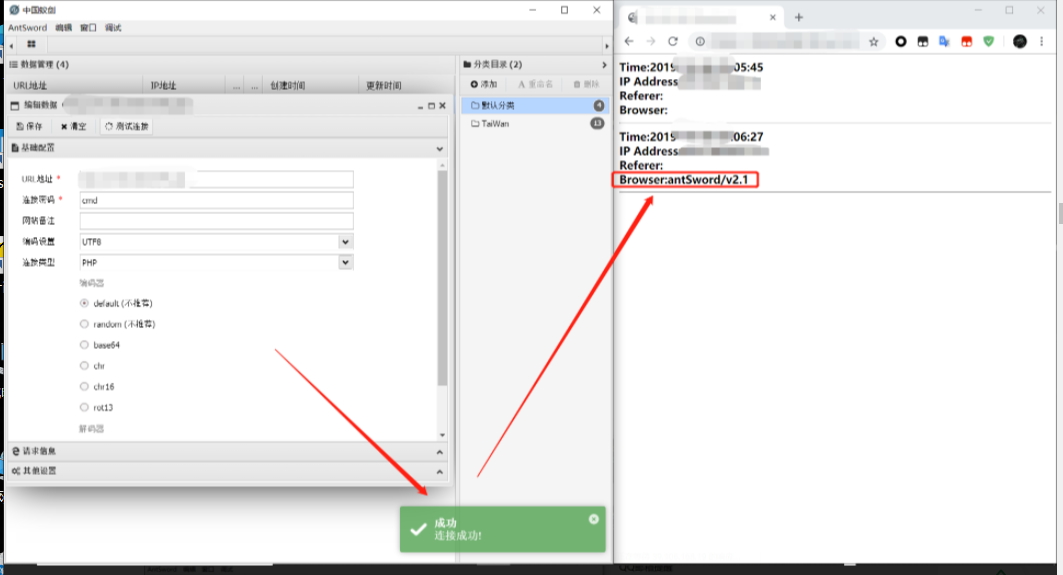 中国蚁剑
AntSword 编辑 窗口 调试
数据管理 (4)
URL地址 IP地址 ... ... 创建时间 更新时间
编辑数据
保存 清空 测试连接
基础配置
URL地址 *
连接密码 * cmd
网站备注
编码设置 UTF8
连接类型 PHP
编码器
default (不推荐)
random (不推荐)
base64
chr
chr16
rot13
解码器
请求信息
其他设置
分类目录 (2)
添加 重命名 删除
默认分类 4
TaiWan 13
成功
连接成功!
Time:2019 05:45
IP Address
Referer:
Browser:
Time:2019 :06:27
IP Address
Referer:
Browser:antSword/v2.1